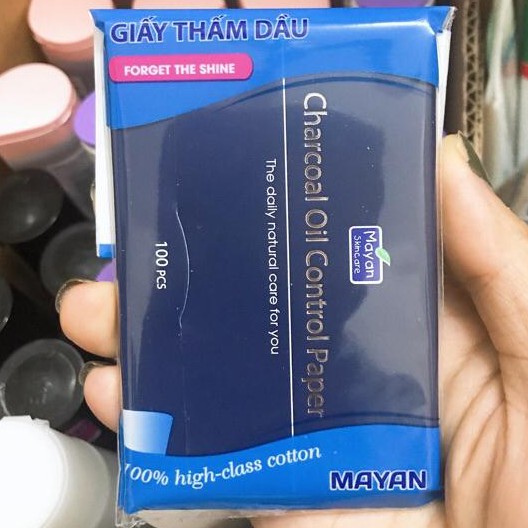 GIẤY THẤM DẦU
FORGET THE SHINE
Charcoal Oil Control Paper
The daily natural care for you
Mayan
Skincare
100 PCS
100% high-class cotton
MAYAN